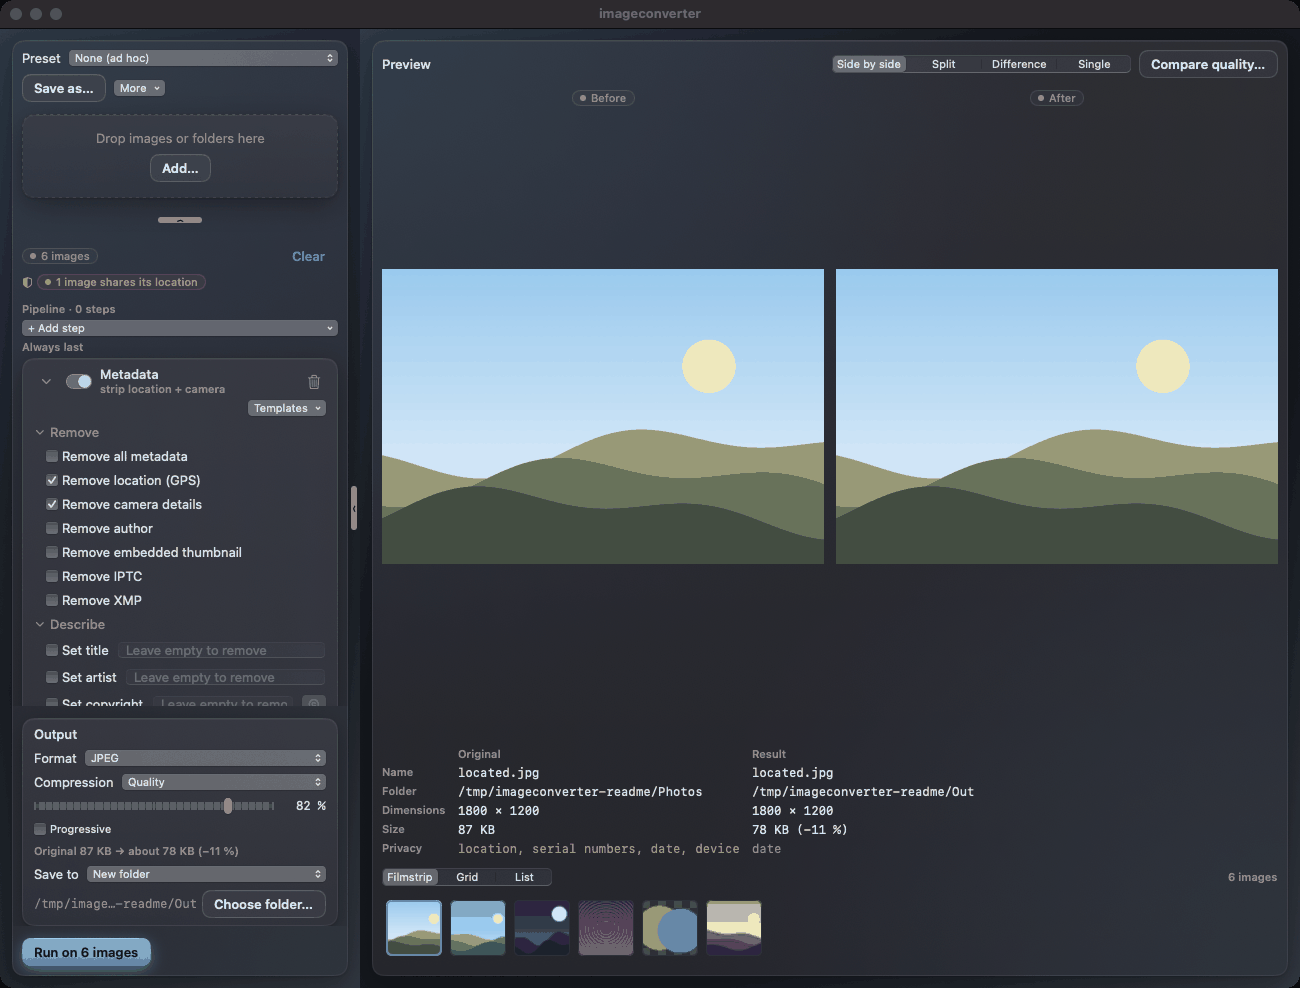 imageconverter
Preset None (ad hoc)
Save as... More
Drop images or folders here
Add...
6 images Clear
1 image shares its location
Pipeline · 0 steps
+ Add step
Always last
Metadata
strip location + camera
Templates
Remove
Remove all metadata
Remove location (GPS)
Remove camera details
Remove author
Remove embedded thumbnail
Remove IPTC
Remove XMP
Describe
Set title Leave empty to remove
Set artist Leave empty to remove
Set copyright Leave empty to remo
Output
Format JPEG
Compression Quality
82 %
Progressive
Original 87 KB → about 78 KB (−11 %)
Save to New folder
/tmp/image…-readme/Out Choose folder...
Run on 6 images
Preview Side by side Split Difference Single Compare quality...
Before After
Original Result
Name located.jpg located.jpg
Folder /tmp/imageconverter-readme/Photos /tmp/imageconverter-readme/Out
Dimensions 1800 × 1200 1800 × 1200
Size 87 KB 78 KB (−11 %)
Privacy location, serial numbers, date, device date
Filmstrip Grid List 6 images